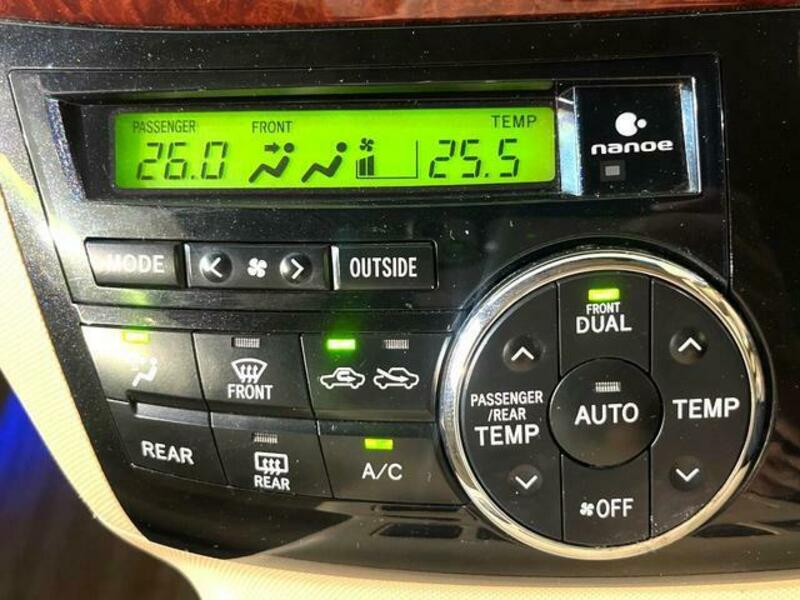 PASSENGER FRONT TEMP
26.0 25.5
nanoe
MODE
OUTSIDE
FRONT
DUAL
FRONT
PASSENGER
/REAR
TEMP
AUTO
TEMP
REAR
REAR
A/C
OFF